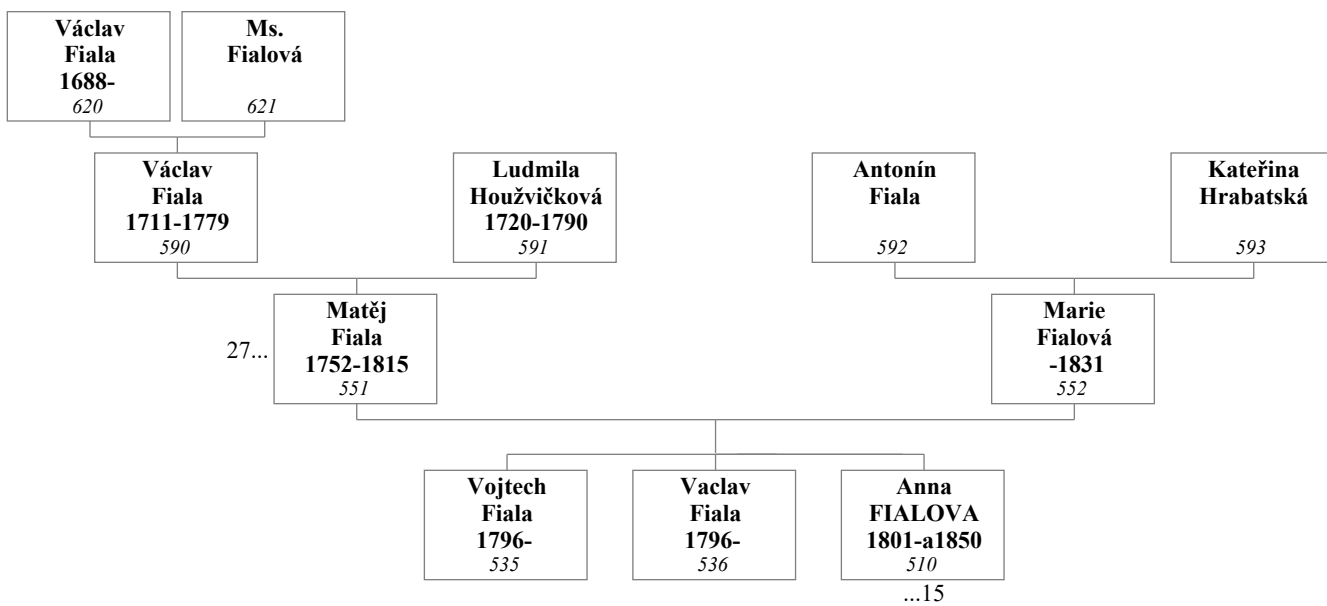 Václav
Fiala
1688-
620
Ms.
Fialová
621
Václav
Fiala
1711-1779
590
Ludmila
Houžvičková
1720-1790
591
Antonín
Fiala
592
Kateřina
Hrabatská
593
27...
Matěj
Fiala
1752-1815
551
Marie
Fialová
-1831
552
Vojtech
Fiala
1796-
535
Vaclav
Fiala
1796-
536
Anna
FIALOVA
1801-a1850
510
...15